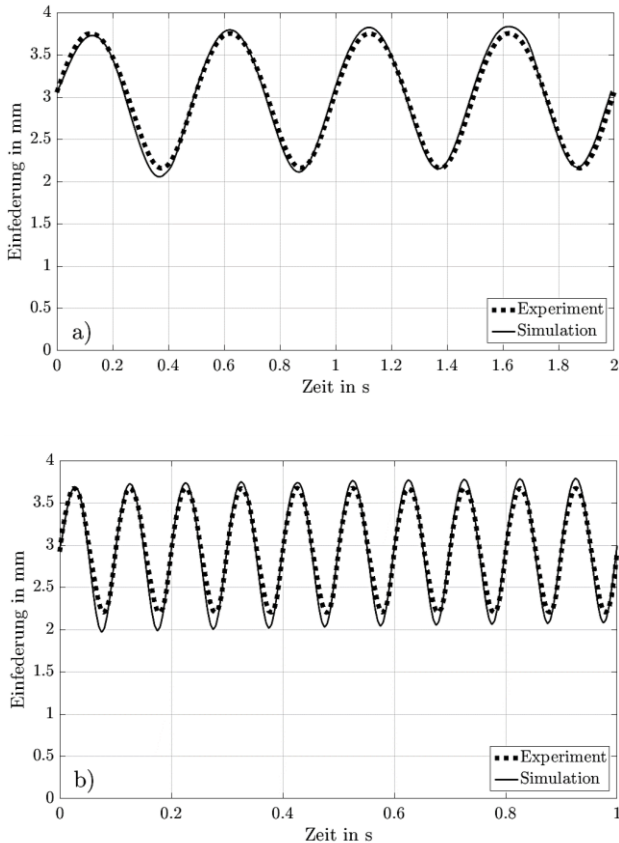 4
3.5
3
2.5
2
1.5
1
0.5
0
Einfederung in mm
a)
Experiment
Simulation
0 0.2 0.4 0.6 0.8 1 1.2 1.4 1.6 1.8 2
Zeit in s
4
3.5
3
2.5
2
1.5
1
0.5
0
Einfederung in mm
b)
Experiment
Simulation
0 0.2 0.4 0.6 0.8 1
Zeit in s